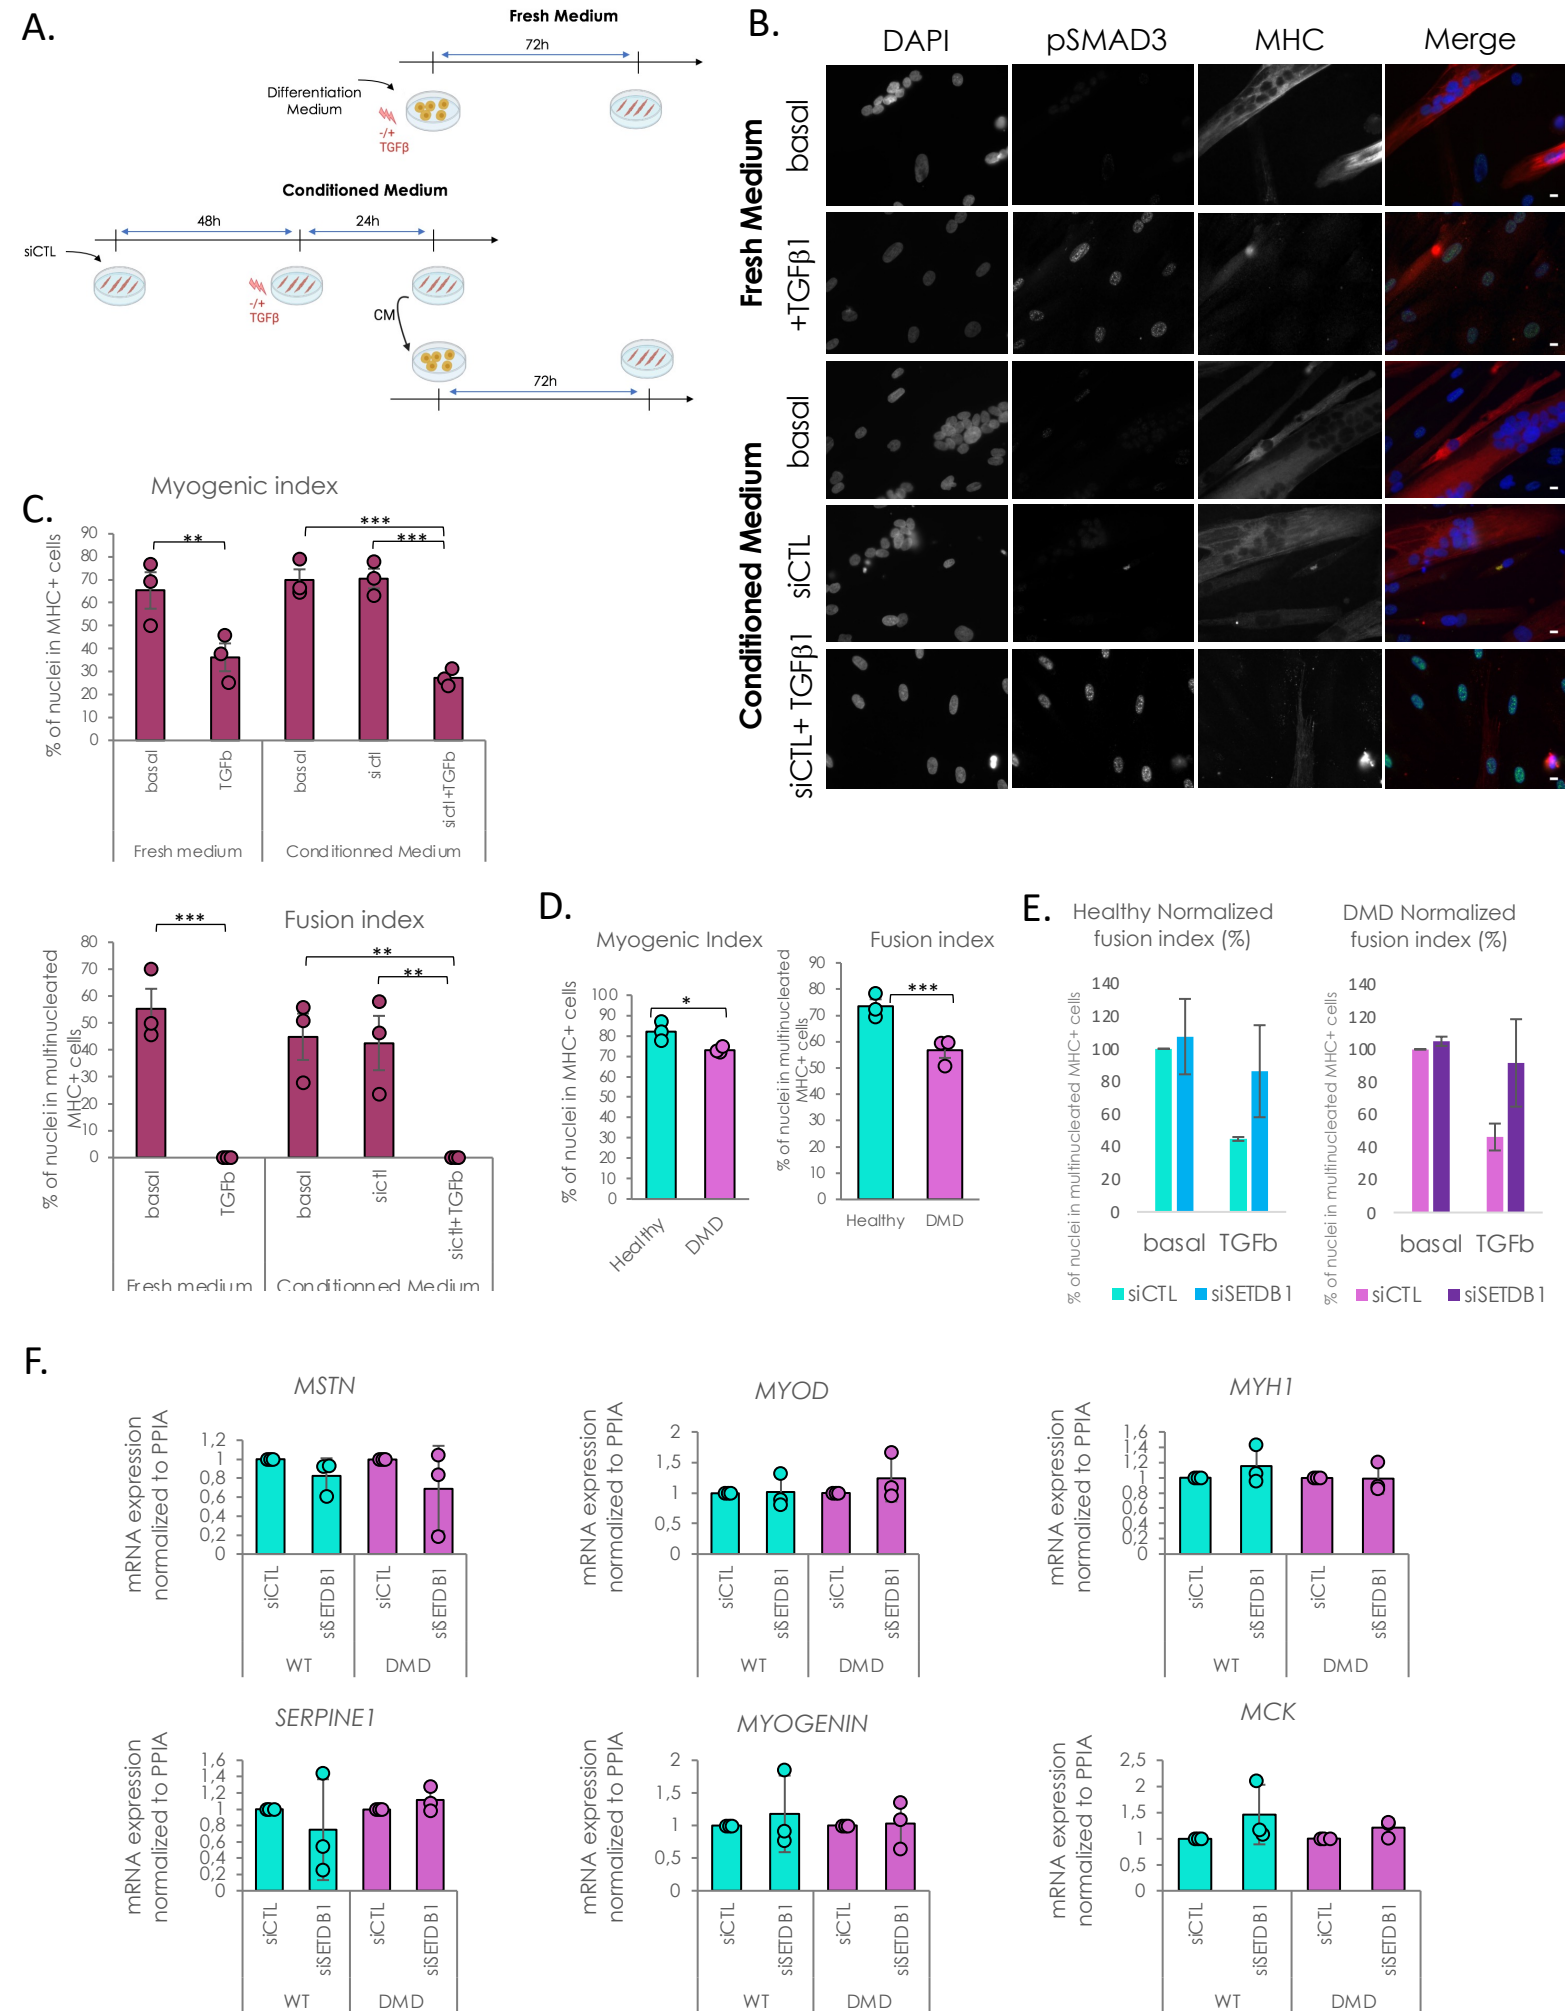 A.
Fresh Medium
72h
Differentiation
Medium
-/+
TGFβ
Conditioned Medium
48h
24h
siCTL
-/+
TGFβ
CM
72h
B.
DAPI
pSMAD3
MHC
Merge
Fresh Medium
basal
+TGFβ1
Conditioned Medium
basal
siCTL
siCTL+ TGFβ1
C.
Myogenic index
% of nuclei in MHC+ cells
90
80
70
60
50
40
30
20
10
0
**
***
***
basal
TGFb
basal
sictl
sictl+TGFb
Fresh medium
Conditionned Medium
Fusion index
% of nuclei in multinucleated
MHC+ cells
80
70
60
50
40
30
20
10
0
***
**
**
basal
TGFb
basal
sictl
sictl+TGFb
Fresh medium
Conditionned Medium
D.
Myogenic Index
% of nuclei in MHC+ cells
100
90
80
70
60
50
40
30
20
10
0
*
Healthy
DMD
Fusion index
% of nuclei in multinucleated
MHC+ cells
90
80
70
60
50
40
30
20
10
0
***
Healthy
DMD
E.
Healthy Normalized
fusion index (%)
% of nuclei in multinucleated MHC+ cells
140
120
100
80
60
40
20
0
basal
TGFb
siCTL
siSETDB1
DMD Normalized
fusion index (%)
% of nuclei in multinucleated MHC+ cells
140
120
100
80
60
40
20
0
basal
TGFb
siCTL
siSETDB1
F.
MSTN
mRNA expression
normalized to PPIA
1,2
1
0,8
0,6
0,4
0,2
0
siCTL
siSETDB1
siCTL
siSETDB1
WT
DMD
MYOD
mRNA expression
normalized to PPIA
2
1,5
1
0,5
0
siCTL
siSETDB1
siCTL
siSETDB1
WT
DMD
MYH1
mRNA expression
normalized to PPIA
1,6
1,4
1,2
1
0,8
0,6
0,4
0,2
0
siCTL
siSETDB1
siCTL
siSETDB1
WT
DMD
SERPINE1
mRNA expression
normalized to PPIA
1,6
1,4
1,2
1
0,8
0,6
0,4
0,2
0
siCTL
siSETDB1
siCTL
siSETDB1
WT
DMD
MYOGENIN
mRNA expression
normalized to PPIA
2
1,5
1
0,5
0
siCTL
siSETDB1
siCTL
siSETDB1
WT
DMD
MCK
mRNA expression
normalized to PPIA
2,5
2
1,5
1
0,5
0
siCTL
siSETDB1
siCTL
siSETDB1
WT
DMD